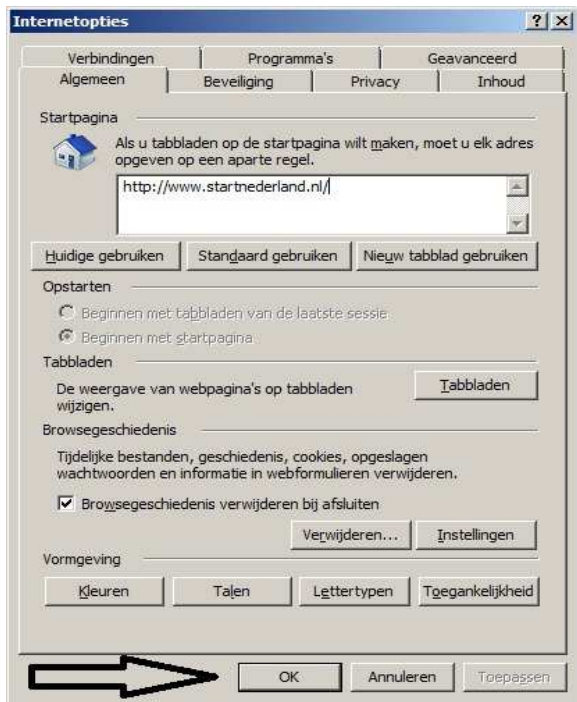 Internetopties
Verbindingen Programma's Geavanceerd
Algemeen Beveiliging Privacy Inhoud
Startpagina
Als u tabbladen op de startpagina wilt maken, moet u elk adres
opgeven op een aparte regel.
http://www.startnederland.nl/
Huidige gebruiken Standaard gebruiken Nieuw tabblad gebruiken
Opstarten
Beginnen met tabbladen van de laatste sessie
Beginnen met startpagina
Tabbladen
De weergave van webpagina's op tabbladen
wijzigen.
Tabbladen
Browsegeschiedenis
Tijdelijke bestanden, geschiedenis, cookies, opgeslagen
wachtwoorden en informatie in webformulieren verwijderen.
Browsegeschiedenis verwijderen bij afsluiten
Verwijderen... Instellingen
Vormgeving
Kleuren Talen Lettertypen Toegankelijkheid
OK Annuleren Toepassen